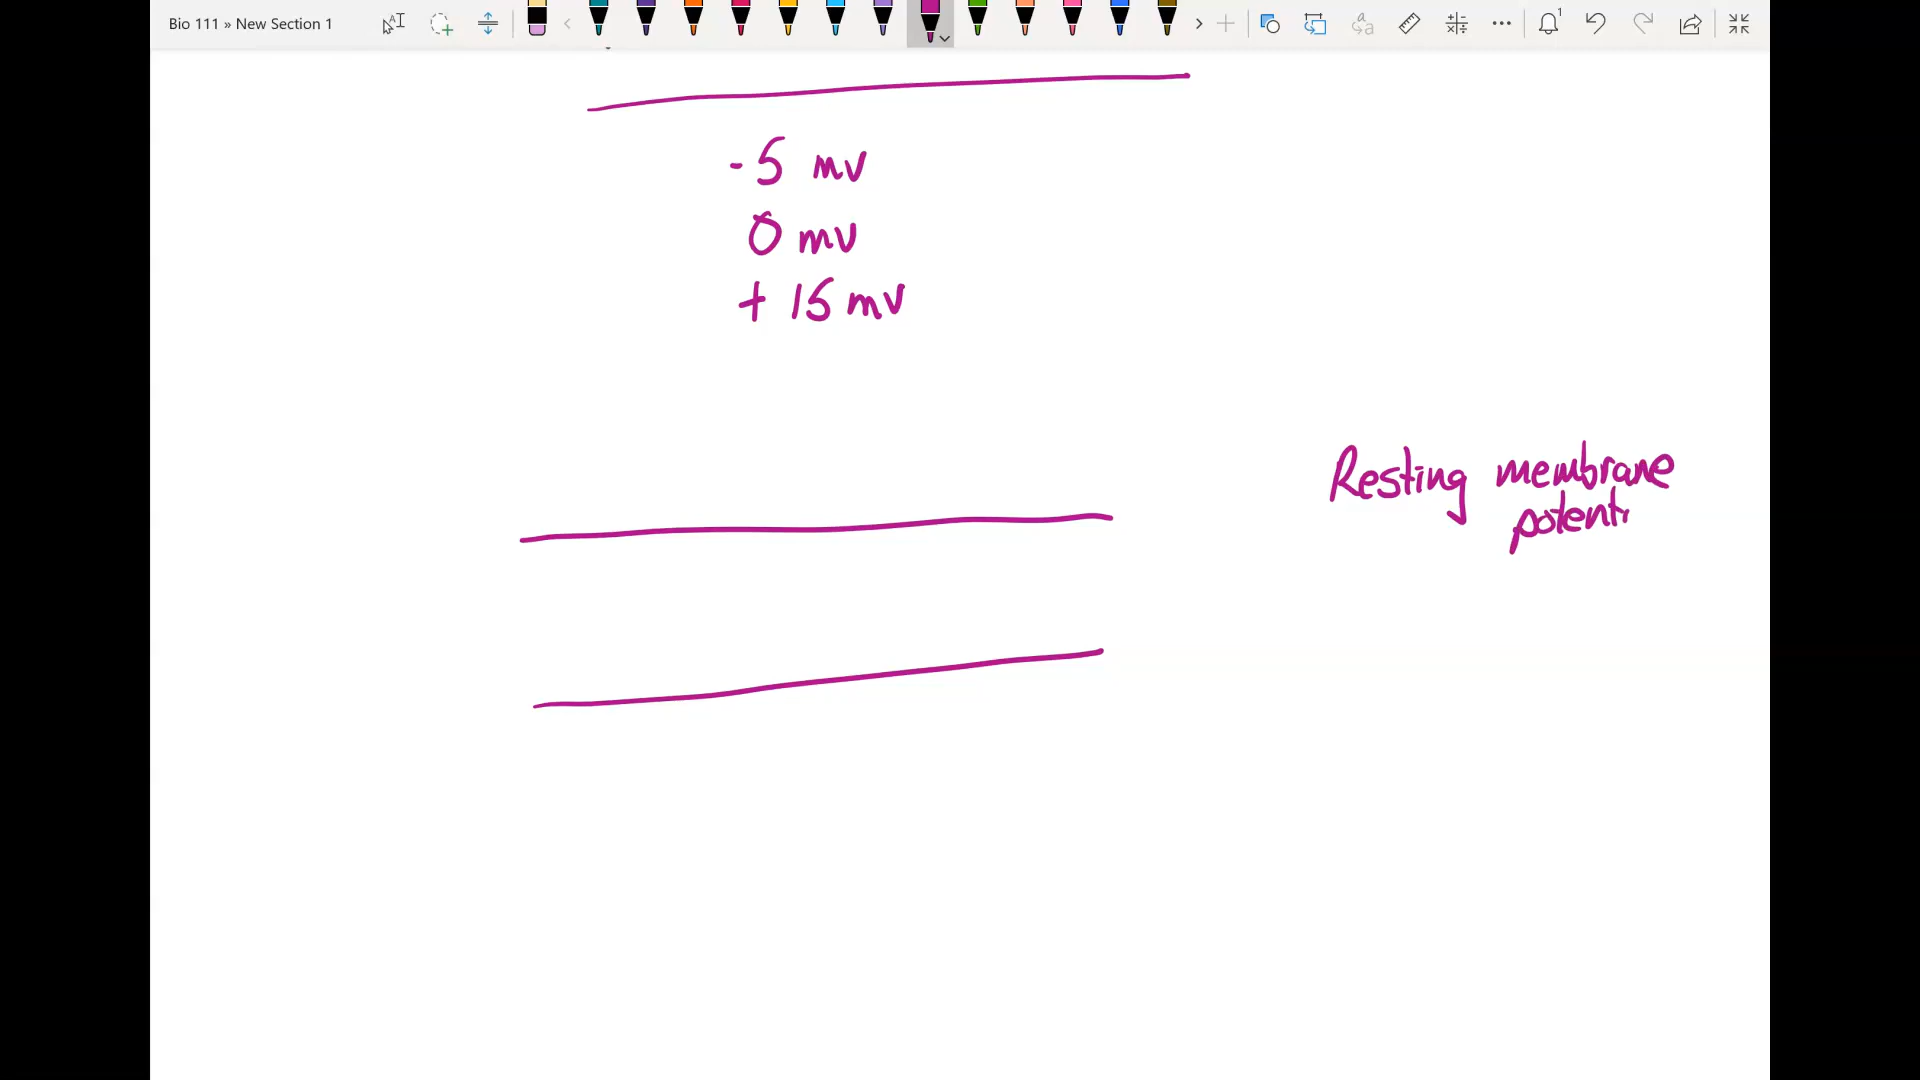 Bio 111 » New Section 1
- 5 mv
0 mv
+ 15 mv
Resting membrane
potenti